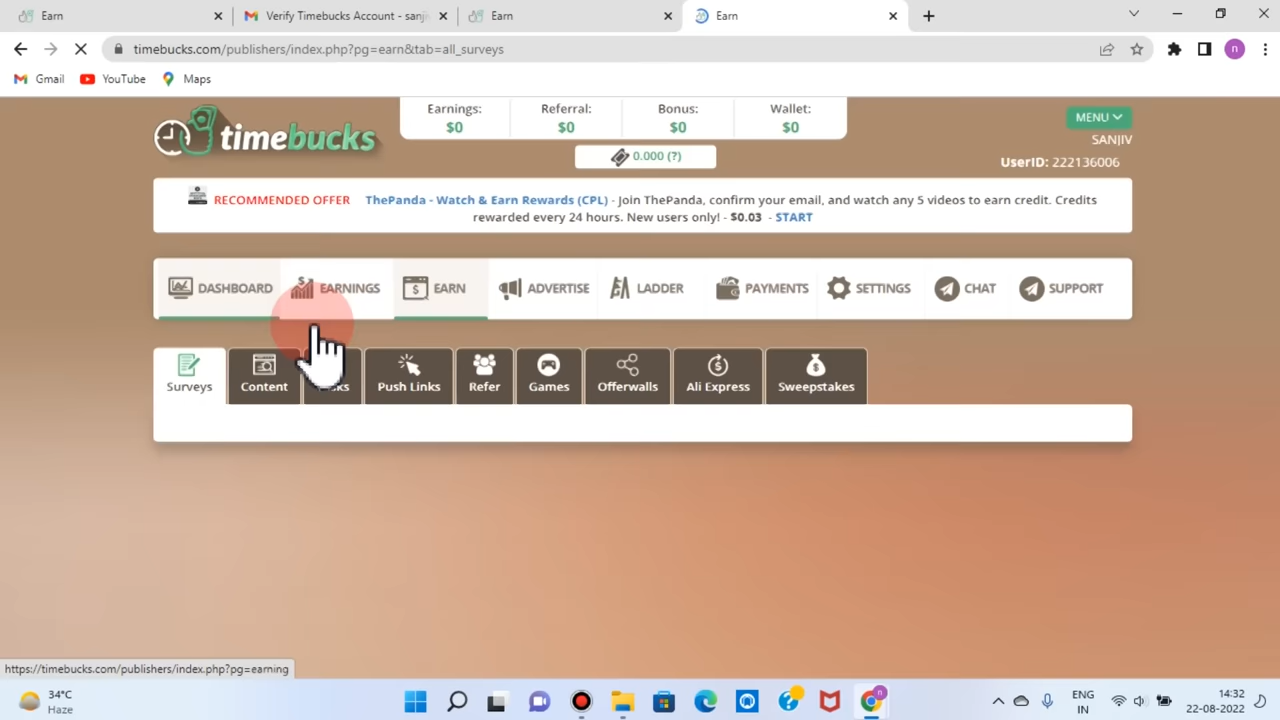 Earn
Verify Timebucks Account - sanji
Earn
Earn
timebucks.com/publishers/index.php?pg=earn&tab=all_surveys
n
Gmail
YouTube
Maps
timebucks
Earnings:
$0
Referral:
$0
Bonus:
$0
Wallet:
$0
0.000 (?)
MENU
SANJIV
UserID: 222136006
RECOMMENDED OFFER ThePanda - Watch & Earn Rewards (CPL) - Join ThePanda, confirm your email, and watch any 5 videos to earn credit. Credits
rewarded every 24 hours. New users only! - $0.03 - START
DASHBOARD
EARNINGS
EARN
ADVERTISE
LADDER
PAYMENTS
SETTINGS
CHAT
SUPPORT
Surveys
Content
Push Links
Refer
Games
Offerwalls
Ali Express
Sweepstakes
https://timebucks.com/publishers/index.php?pg=earning
34°C
Haze
n
ENG
IN
14:32
22-08-2022